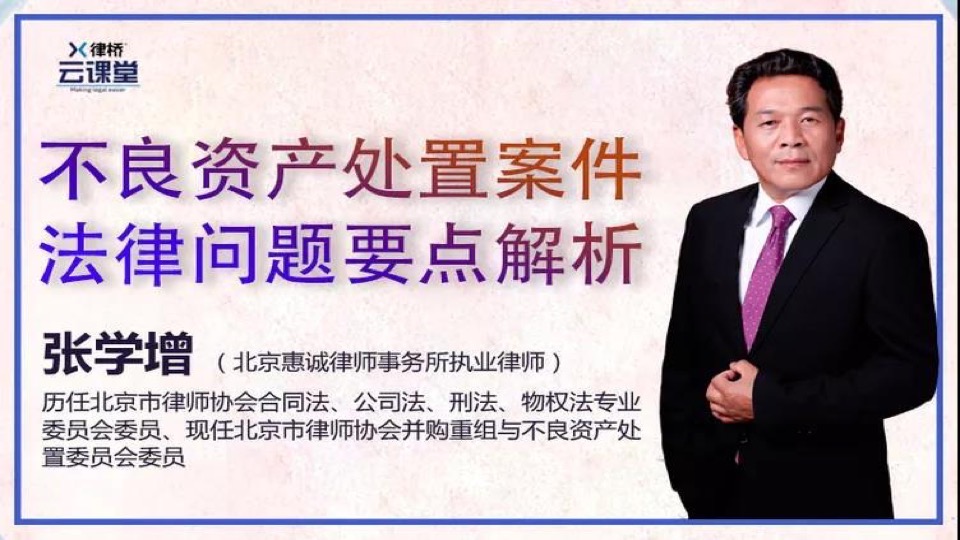 律桥
云课堂
Making legal easier
不良资产处置案件
法律问题要点解析
张学增 （北京惠诚律师事务所执业律师）
历任北京市律师协会合同法、公司法、刑法、物权法专业
委员会委员、现任北京市律师协会并购重组与不良资产处
置委员会委员